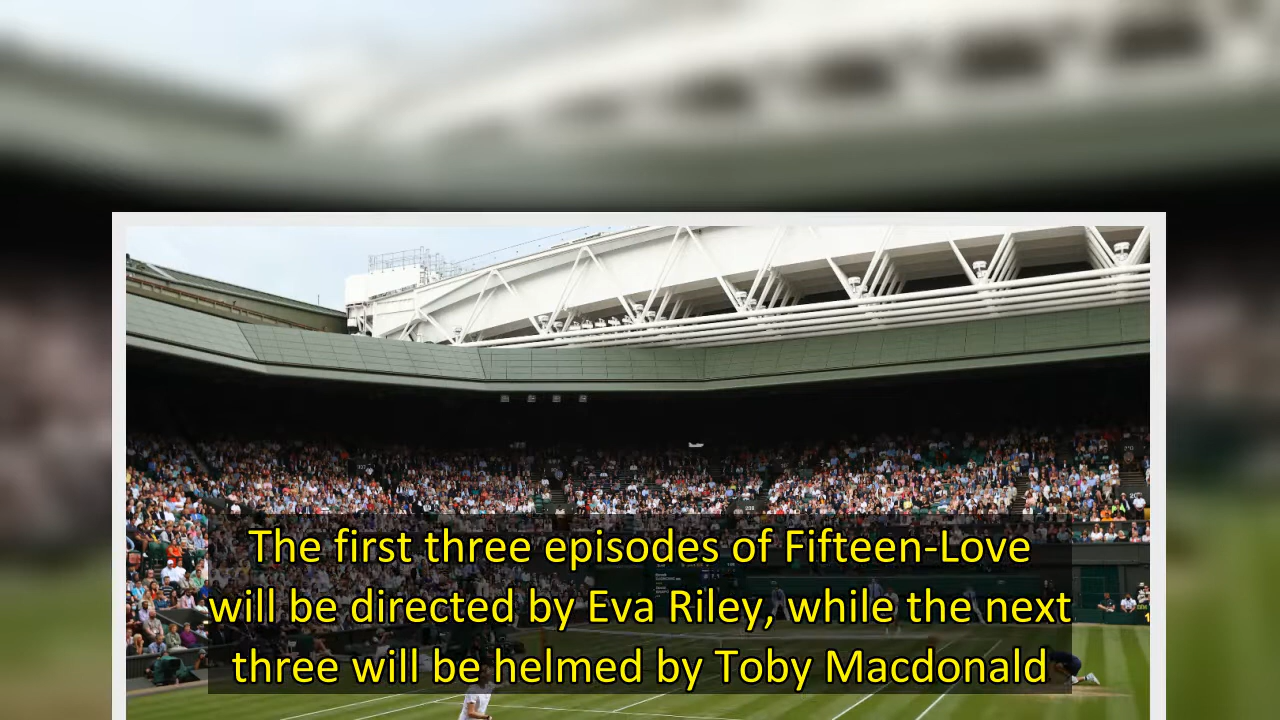 The first three episodes of Fifteen-Love
will be directed by Eva Riley, while the next
three will be helmed by Toby Macdonald